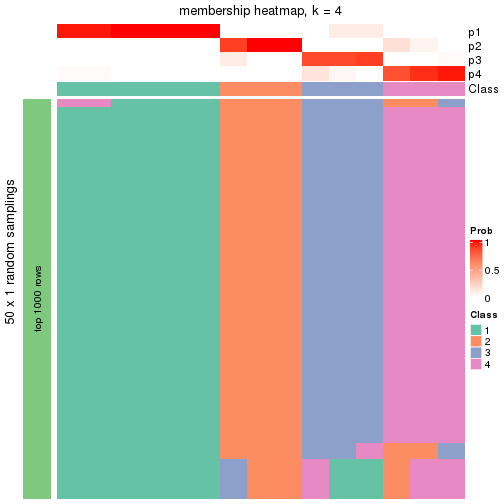 membership heatmap, k = 4
p1
p2
p3
p4
Class
50 x 1 random samplings
top 1000 rows
Prob
1
0.5
0
Class
1
2
3
4